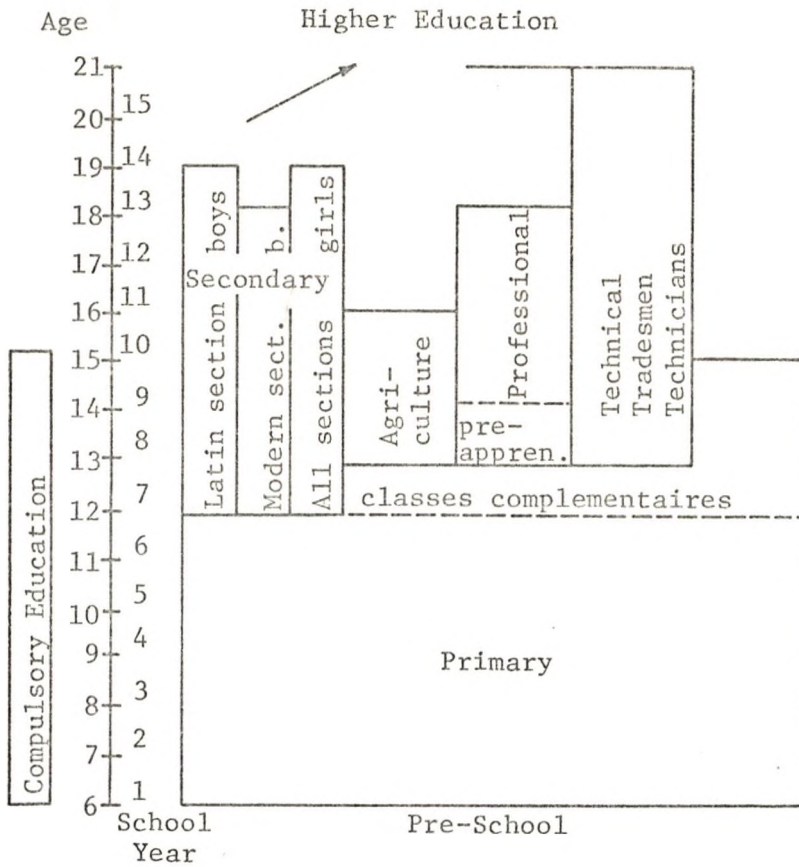 Age
Higher Education
21
15
20
14
19
13
18
12
17
11
16
10
15
9
14
8
13
7
12
6
11
5
10
4
9
3
8
2
7
1
6
Compulsory Education
School
Year
Latin section boys
Modern sect. b.
All sections girls
Secondary
Agri-
culture
Professional
pre-
appren.
Technical
Tradesmen
Technicians
classes complementaires
Primary
Pre-School